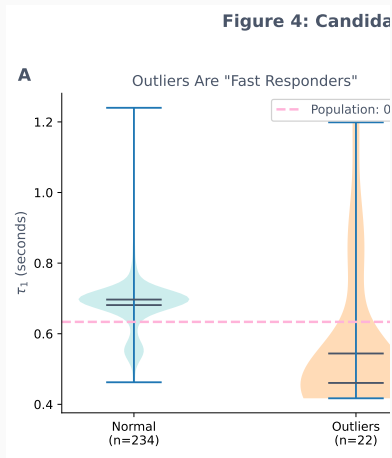 Figure 4: Candida
A
Outliers Are "Fast Responders"
Population: 0
1.2
1.0
0.8
0.6
0.4
τ1 (seconds)
Normal
(n=234)
Outliers
(n=22)